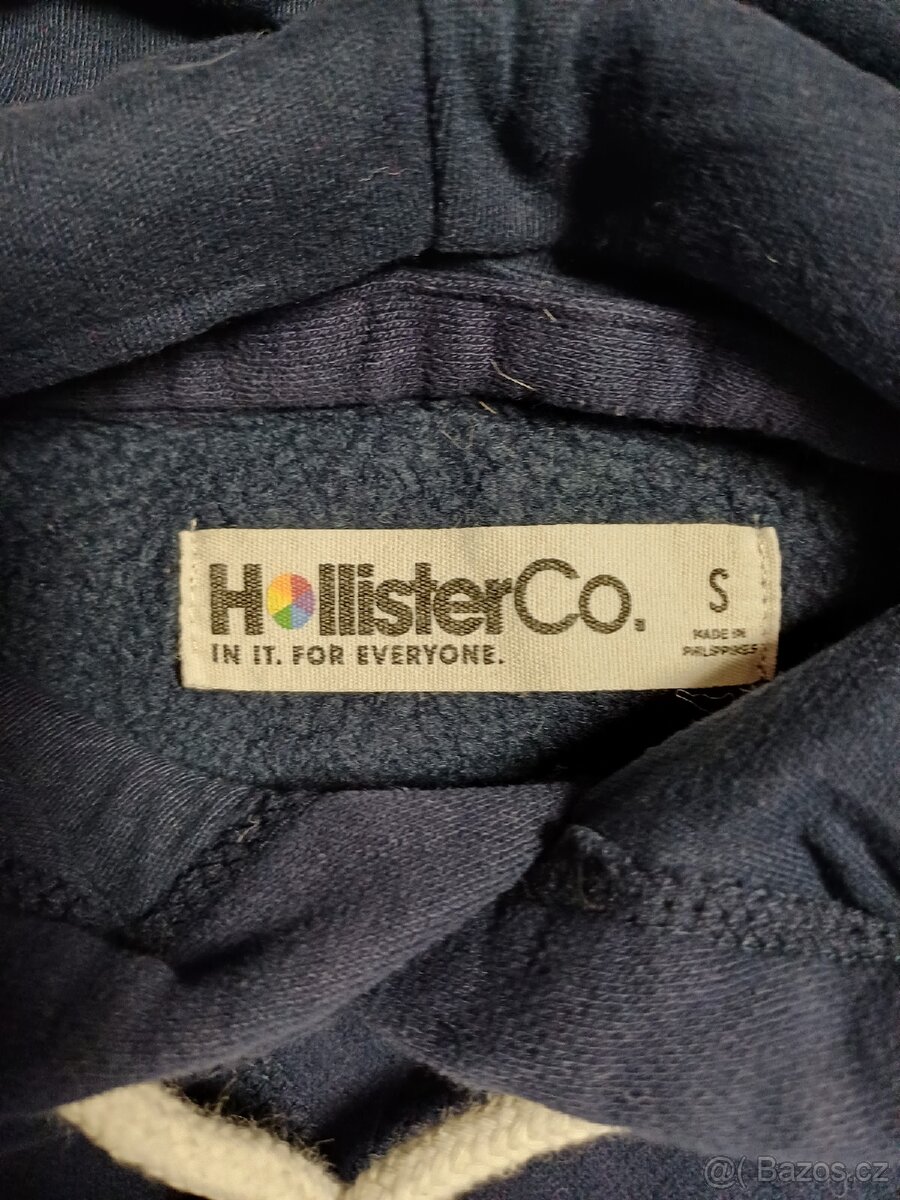 HollisterCo.
IN IT. FOR EVERYONE.
S
MADE IN
PHILIPPINES
@( Bazos.cz